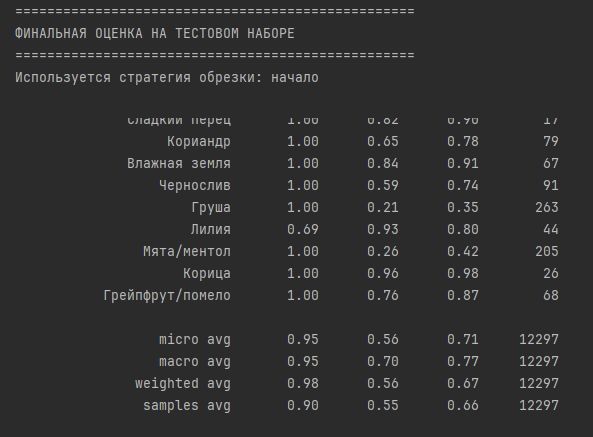 ==================================================
ФИНАЛЬНАЯ ОЦЕНКА НА ТЕСТОВОМ НАБОРЕ
==================================================
Используется стратегия обрезки: начало
Сладкий перец 1.00 0.82 0.90 17
Кориандр 1.00 0.65 0.78 79
Влажная земля 1.00 0.84 0.91 67
Чернослив 1.00 0.59 0.74 91
Груша 1.00 0.21 0.35 263
Лилия 0.69 0.93 0.80 44
Мята/ментол 1.00 0.26 0.42 205
Корица 1.00 0.96 0.98 26
Грейпфрут/помело 1.00 0.76 0.87 68
micro avg 0.95 0.56 0.71 12297
macro avg 0.95 0.70 0.77 12297
weighted avg 0.98 0.56 0.67 12297
samples avg 0.90 0.55 0.66 12297